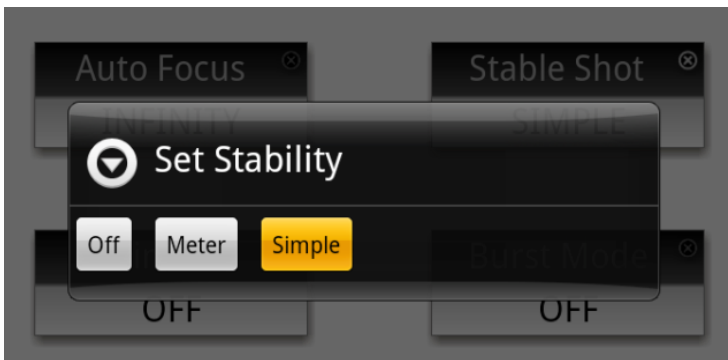 Auto Focus
Stable Shot
INFINITY
SIMPLE
Set Stability
Off
Meter
Simple
Burst Mode
OFF
OFF